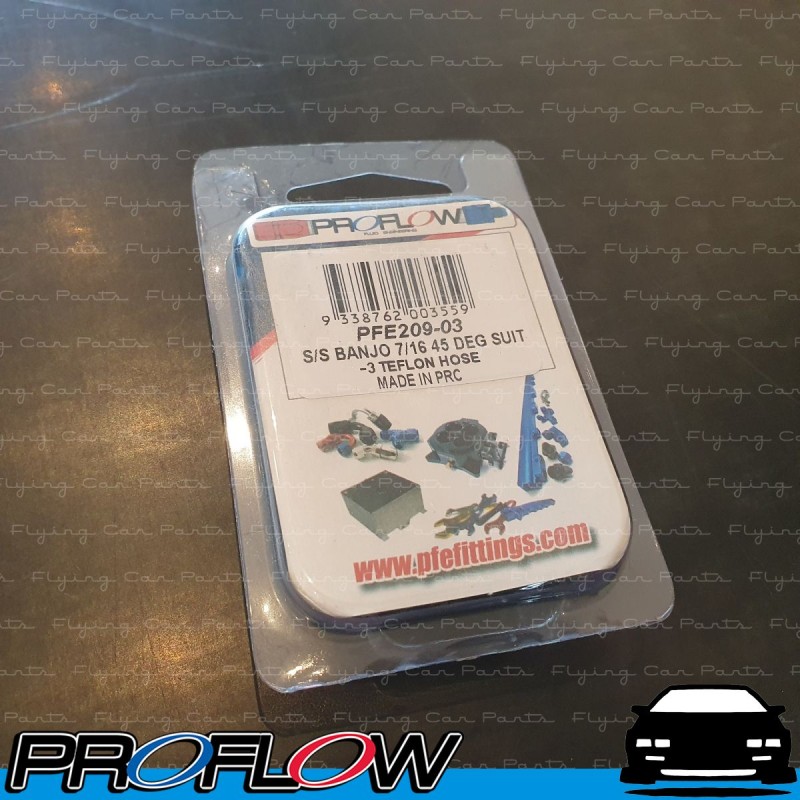 Flying Car Parts
PROFLOW
FLUID ENGINEERING
9 338762 003559
PFE209-03
S/S BANJO 7/16 45 DEG SUIT
-3 TEFLON HOSE
MADE IN PRC
www.pfefittings.com
PROFLOW